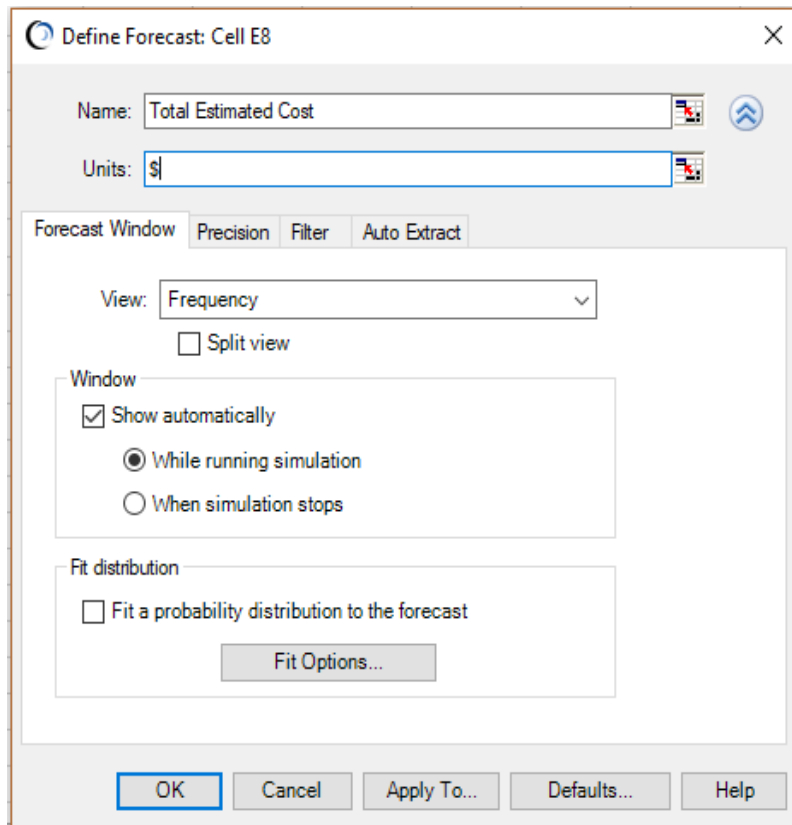 Define Forecast: Cell E8
Name: Total Estimated Cost
Units: $
Forecast Window Precision Filter Auto Extract
View: Frequency
Split view
Window
Show automatically
While running simulation
When simulation stops
Fit distribution
Fit a probability distribution to the forecast
Fit Options...
OK Cancel Apply To... Defaults... Help